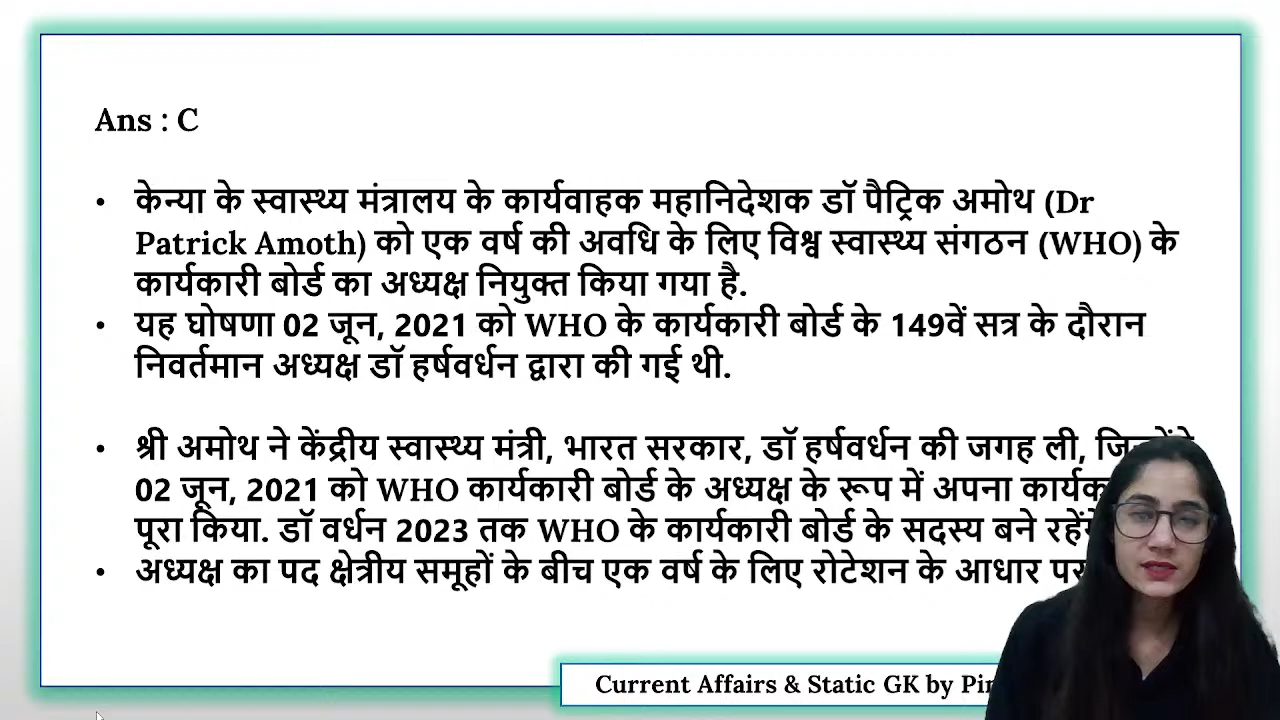 Ans : C
• केन्या के स्वास्थ्य मंत्रालय के कार्यवाहक महानिदेशक डॉ पैट्रिक अमोथ (Dr
Patrick Amoth) को एक वर्ष की अवधि के लिए विश्व स्वास्थ्य संगठन (WHO) के
कार्यकारी बोर्ड का अध्यक्ष नियुक्त किया गया है.
• यह घोषणा 02 जून, 2021 को WHO के कार्यकारी बोर्ड के 149वें सत्र के दौरान
निवर्तमान अध्यक्ष डॉ हर्षवर्धन द्वारा की गई थी.
• श्री अमोथ ने केंद्रीय स्वास्थ्य मंत्री, भारत सरकार, डॉ हर्षवर्धन की जगह ली,
02 जून, 2021 को WHO कार्यकारी बोर्ड के अध्यक्ष के रूप में अपना
पूरा किया. डॉ वर्धन 2023 तक WHO के कार्यकारी बोर्ड के सदस्य बने
• अध्यक्ष का पद क्षेत्रीय समूहों के बीच एक वर्ष के लिए रोटेशन के आधार पर
Current Affairs & Static GK by